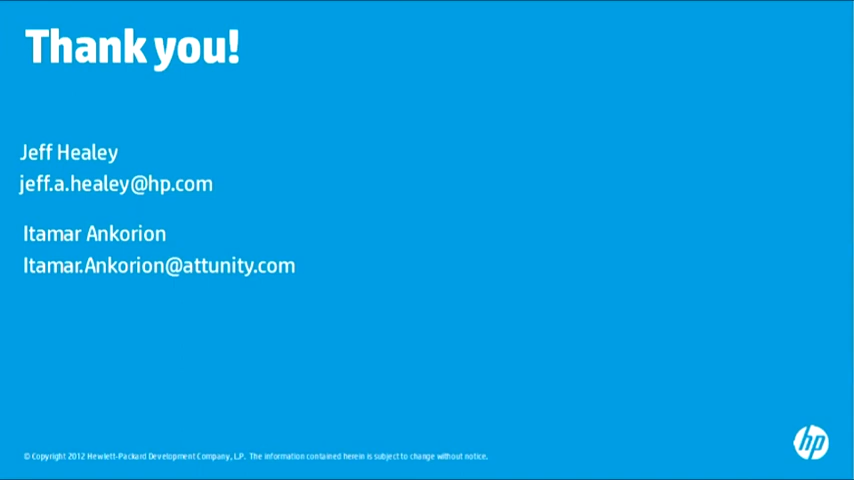 Thank you!
Jeff Healey
jeff.a.healey@hp.com
Itamar Ankorion
Itamar.Ankorion@attunity.com
hp
© Copyright 2012 Hewlett-Packard Development Company, L.P. The information contained herein is subject to change without notice.